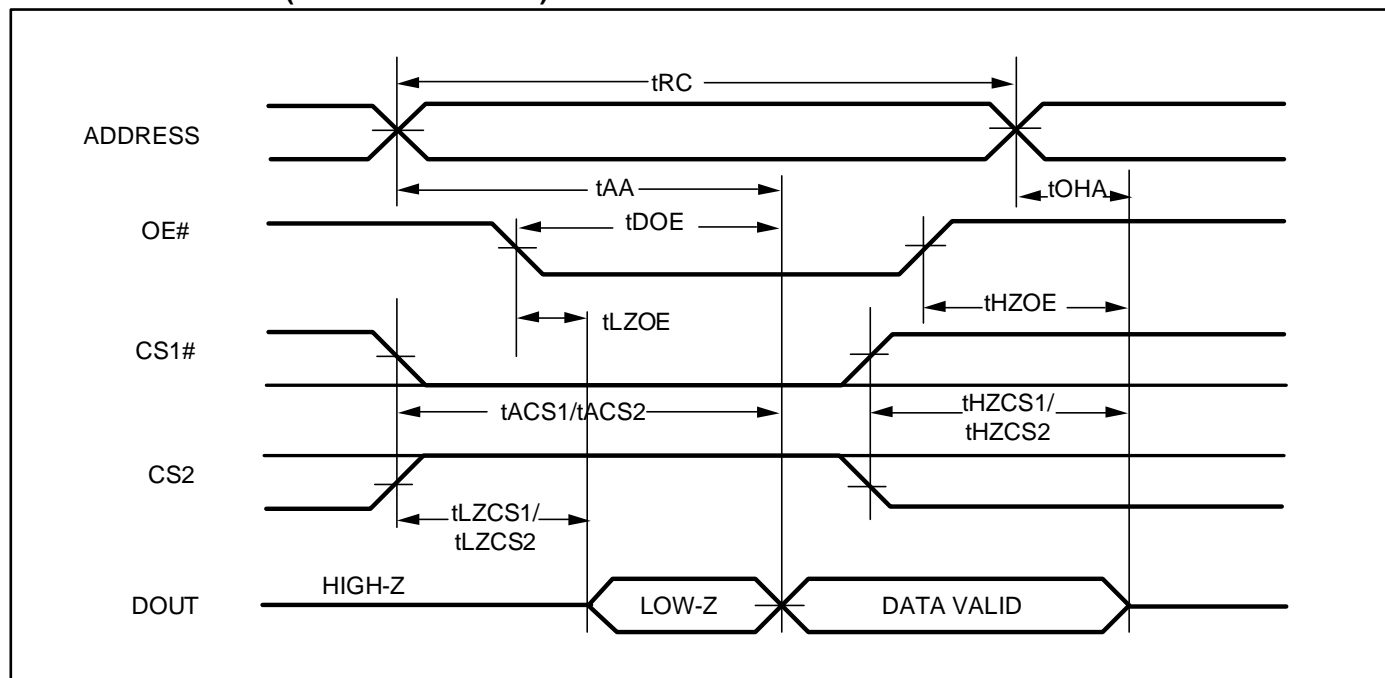 tRC
ADDRESS
tAA
tOHA
OE#
tDOE
tHZOE
tLZOE
CS1#
tACS1/tACS2
tHZCS1/
tHZCS2
CS2
tLZCS1/
tLZCS2
HIGH-Z
DOUT
LOW-Z
DATA VALID